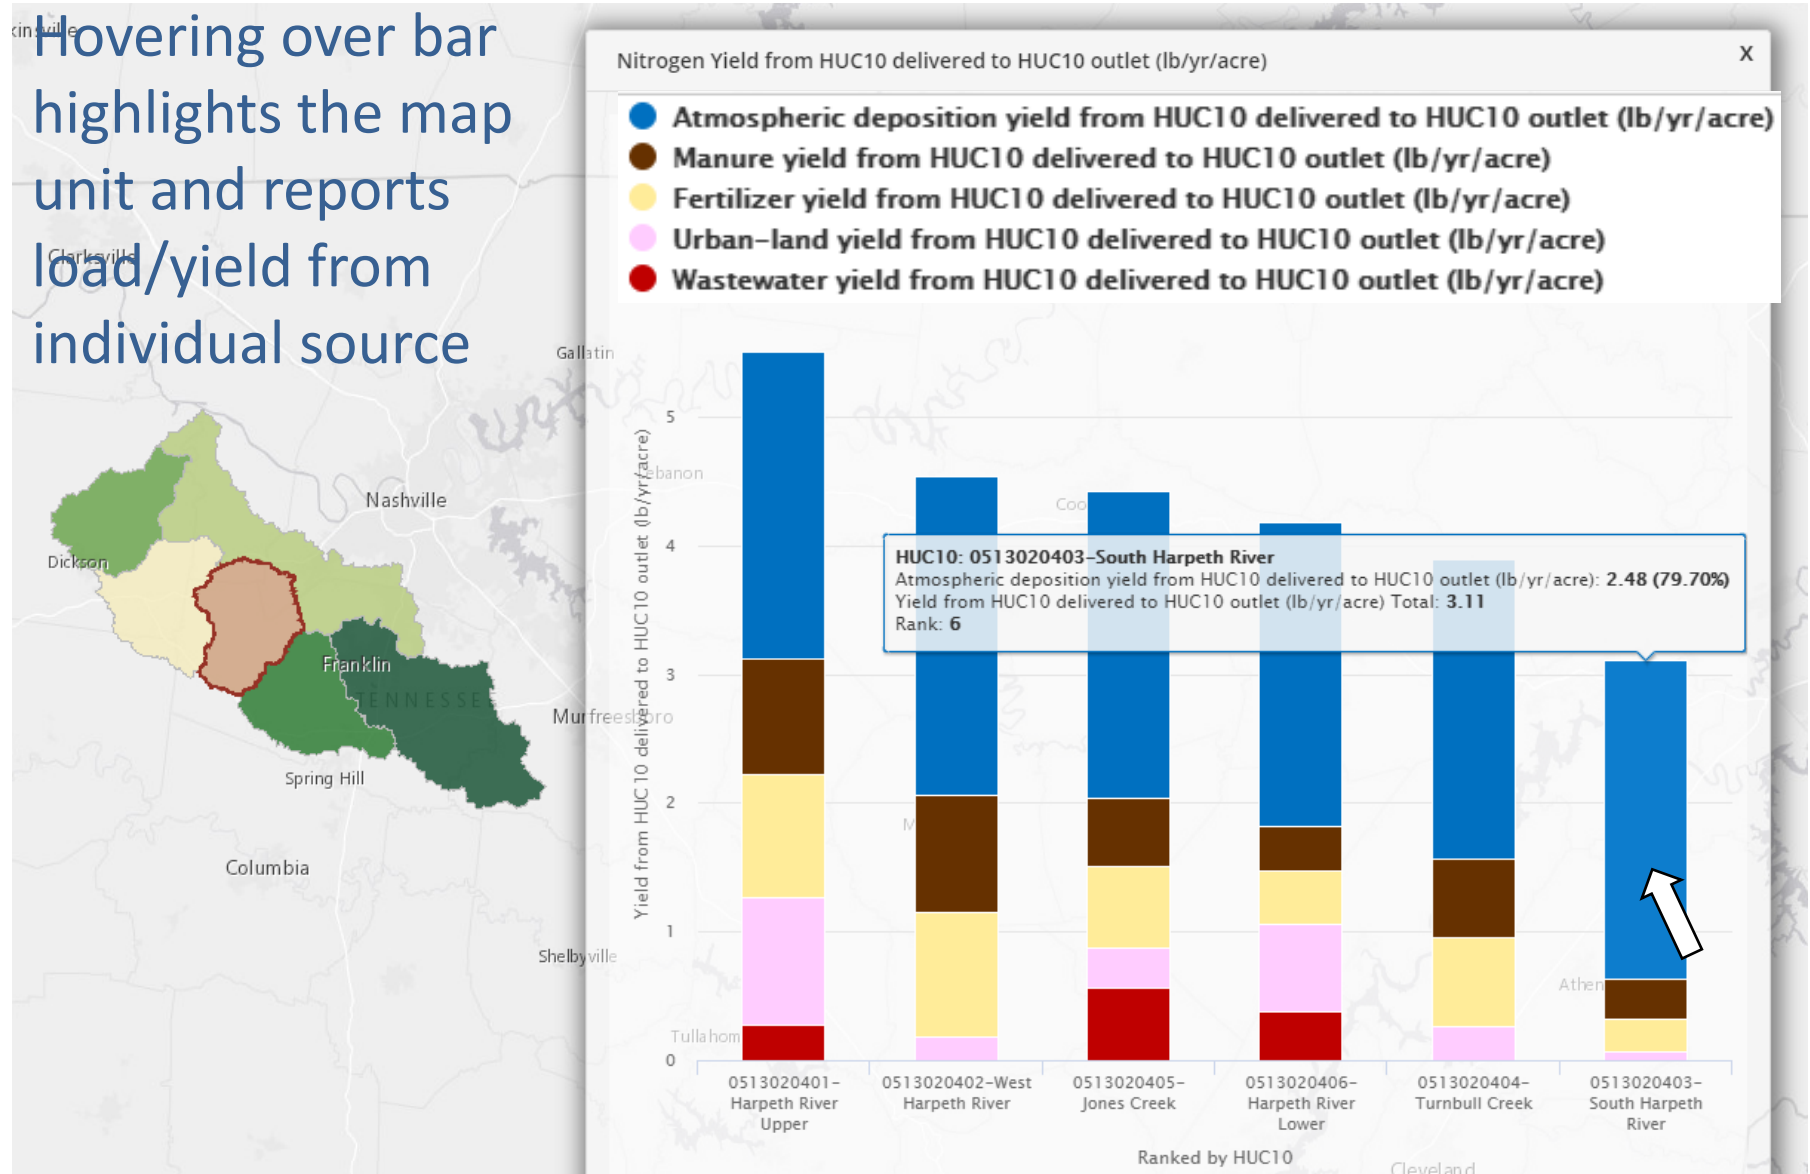 Hovering over bar
highlights the map
unit and reports
load/yield from
individual source
Clarksville
Nashville
Dickson
Franklin
TENNESSEE
Spring Hill
Columbia
Gallatin
Lebanon
Murfreesboro
Shelbyville
Nitrogen Yield from HUC10 delivered to HUC10 outlet (lb/yr/acre)
X
Atmospheric deposition yield from HUC10 delivered to HUC10 outlet (lb/yr/acre)
Manure yield from HUC10 delivered to HUC10 outlet (lb/yr/acre)
Fertilizer yield from HUC10 delivered to HUC10 outlet (lb/yr/acre)
Urban-land yield from HUC10 delivered to HUC10 outlet (lb/yr/acre)
Wastewater yield from HUC10 delivered to HUC10 outlet (lb/yr/acre)
Yield from HUC10 delivered to HUC10 outlet (lb/yr/acre)
5
4
3
2
1
0
HUC10: 0513020403-South Harpeth River
Atmospheric deposition yield from HUC10 delivered to HUC10 outlet (lb/yr/acre): 2.48 (79.70%)
Yield from HUC10 delivered to HUC10 outlet (lb/yr/acre) Total: 3.11
Rank: 6
Athen
Tullahom
0513020401-
Harpeth River
Upper
0513020402-West
Harpeth River
0513020405-
Jones Creek
0513020406-
Harpeth River
Lower
0513020404-
Turnbull Creek
0513020403-
South Harpeth
River
Ranked by HUC10
Cleveland